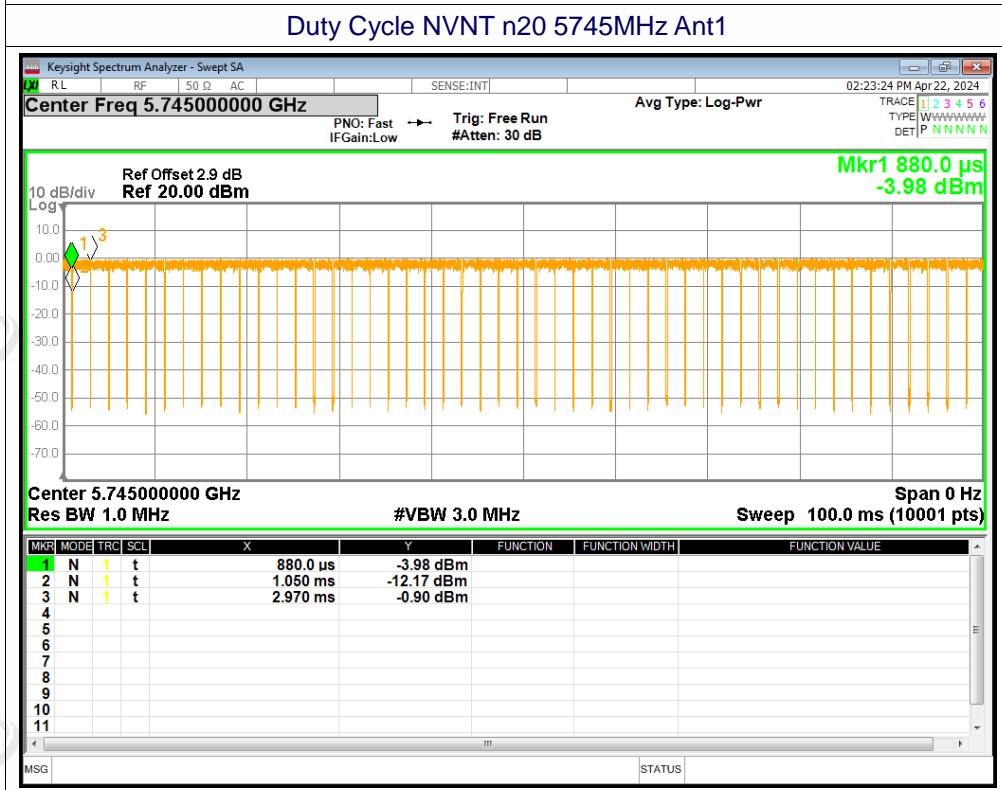 Duty Cycle NVNT n20 5745MHz Ant1
Keysight Spectrum Analyzer - Swept SA
LXI RL RF 50 Ω AC SENSE:INT 02:23:24 PM Apr 22, 2024
Center Freq 5.745000000 GHz Avg Type: Log-Pwr TRACE 1 2 3 4 5 6
PNO: Fast Trig: Free Run TYPE WWWWWWW
IFGain:Low #Atten: 30 dB DET P N N N N N
Mkr1 880.0 µs
Ref Offset 2.9 dB
10 dB/div Ref 20.00 dBm -3.98 dBm
Log
10.0
0.00
-10.0
-20.0
-30.0
-40.0
-50.0
-60.0
-70.0
1 3
Center 5.745000000 GHz Span 0 Hz
Res BW 1.0 MHz #VBW 3.0 MHz Sweep 100.0 ms (10001 pts)
MKR MODE TRC SCL X Y FUNCTION FUNCTION WIDTH FUNCTION VALUE
1 N 1 t 880.0 µs -3.98 dBm
2 N 1 t 1.050 ms -12.17 dBm
3 N 1 t 2.970 ms -0.90 dBm
4
5
6
7
8
9
10
11
MSG STATUS